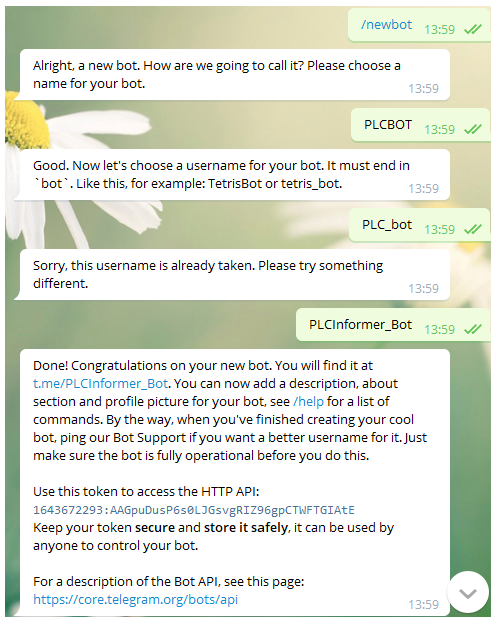 /newbot 13:59
Alright, a new bot. How are we going to call it? Please choose a
name for your bot.
13:59
PLCBOT 13:59
Good. Now let's choose a username for your bot. It must end in
`bot`. Like this, for example: TetrisBot or tetris_bot.
13:59
PLC_bot 13:59
Sorry, this username is already taken. Please try something
different.
13:59
PLCInformer_Bot 13:59
Done! Congratulations on your new bot. You will find it at
t.me/PLCInformer_Bot. You can now add a description, about
section and profile picture for your bot, see /help for a list of
commands. By the way, when you've finished creating your cool
bot, ping our Bot Support if you want a better username for it. Just
make sure the bot is fully operational before you do this.
Use this token to access the HTTP API:
1643672293:AAGpuDusP6s0LJGsvgRIZ96gpCTWFTGIAtE
Keep your token secure and store it safely, it can be used by
anyone to control your bot.
For a description of the Bot API, see this page:
https://core.telegram.org/bots/api
13:59